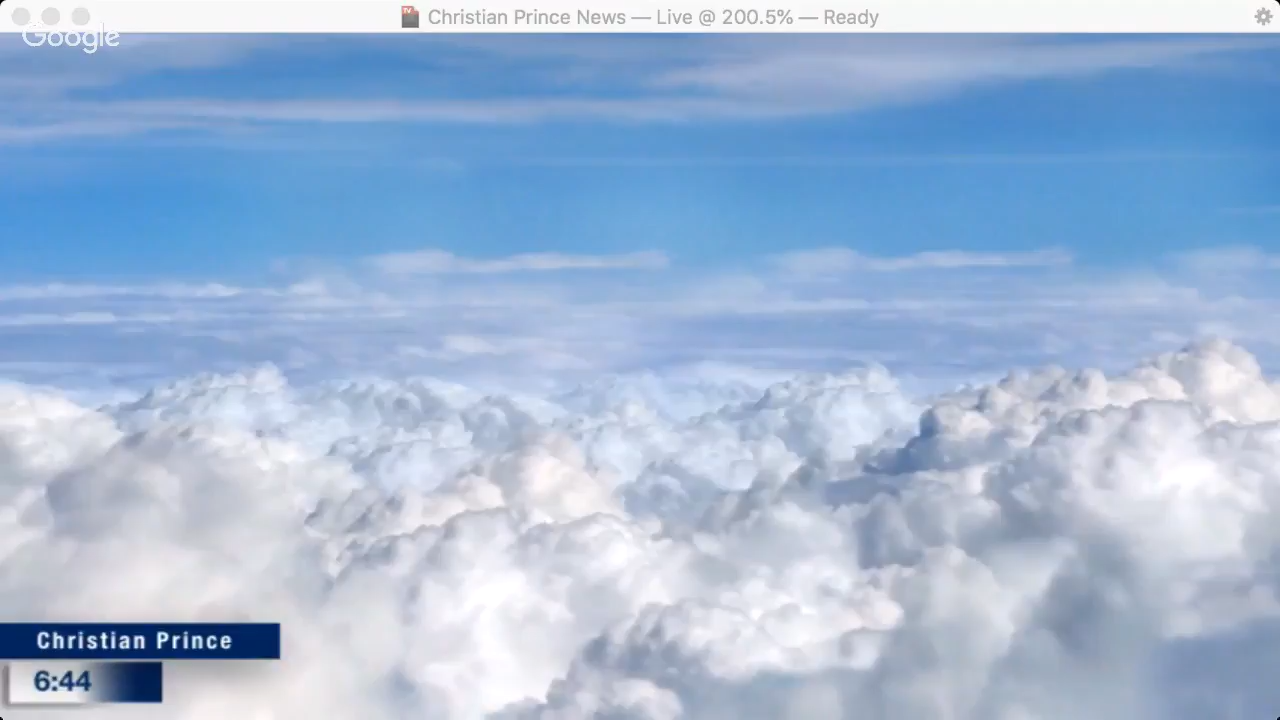 Christian Prince News — Live @ 200.5% — Ready
Google
Christian Prince
6:44